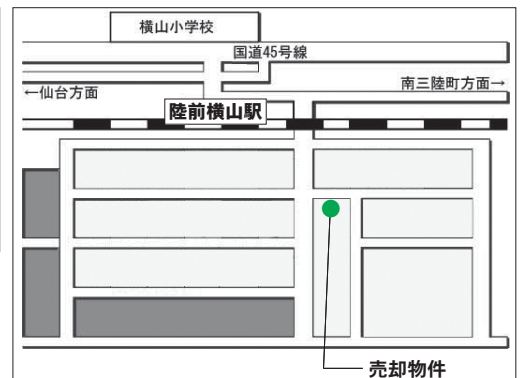 横山小学校
国道45号線
←仙台方面
南三陸町方面→
陸前横山駅
売却物件